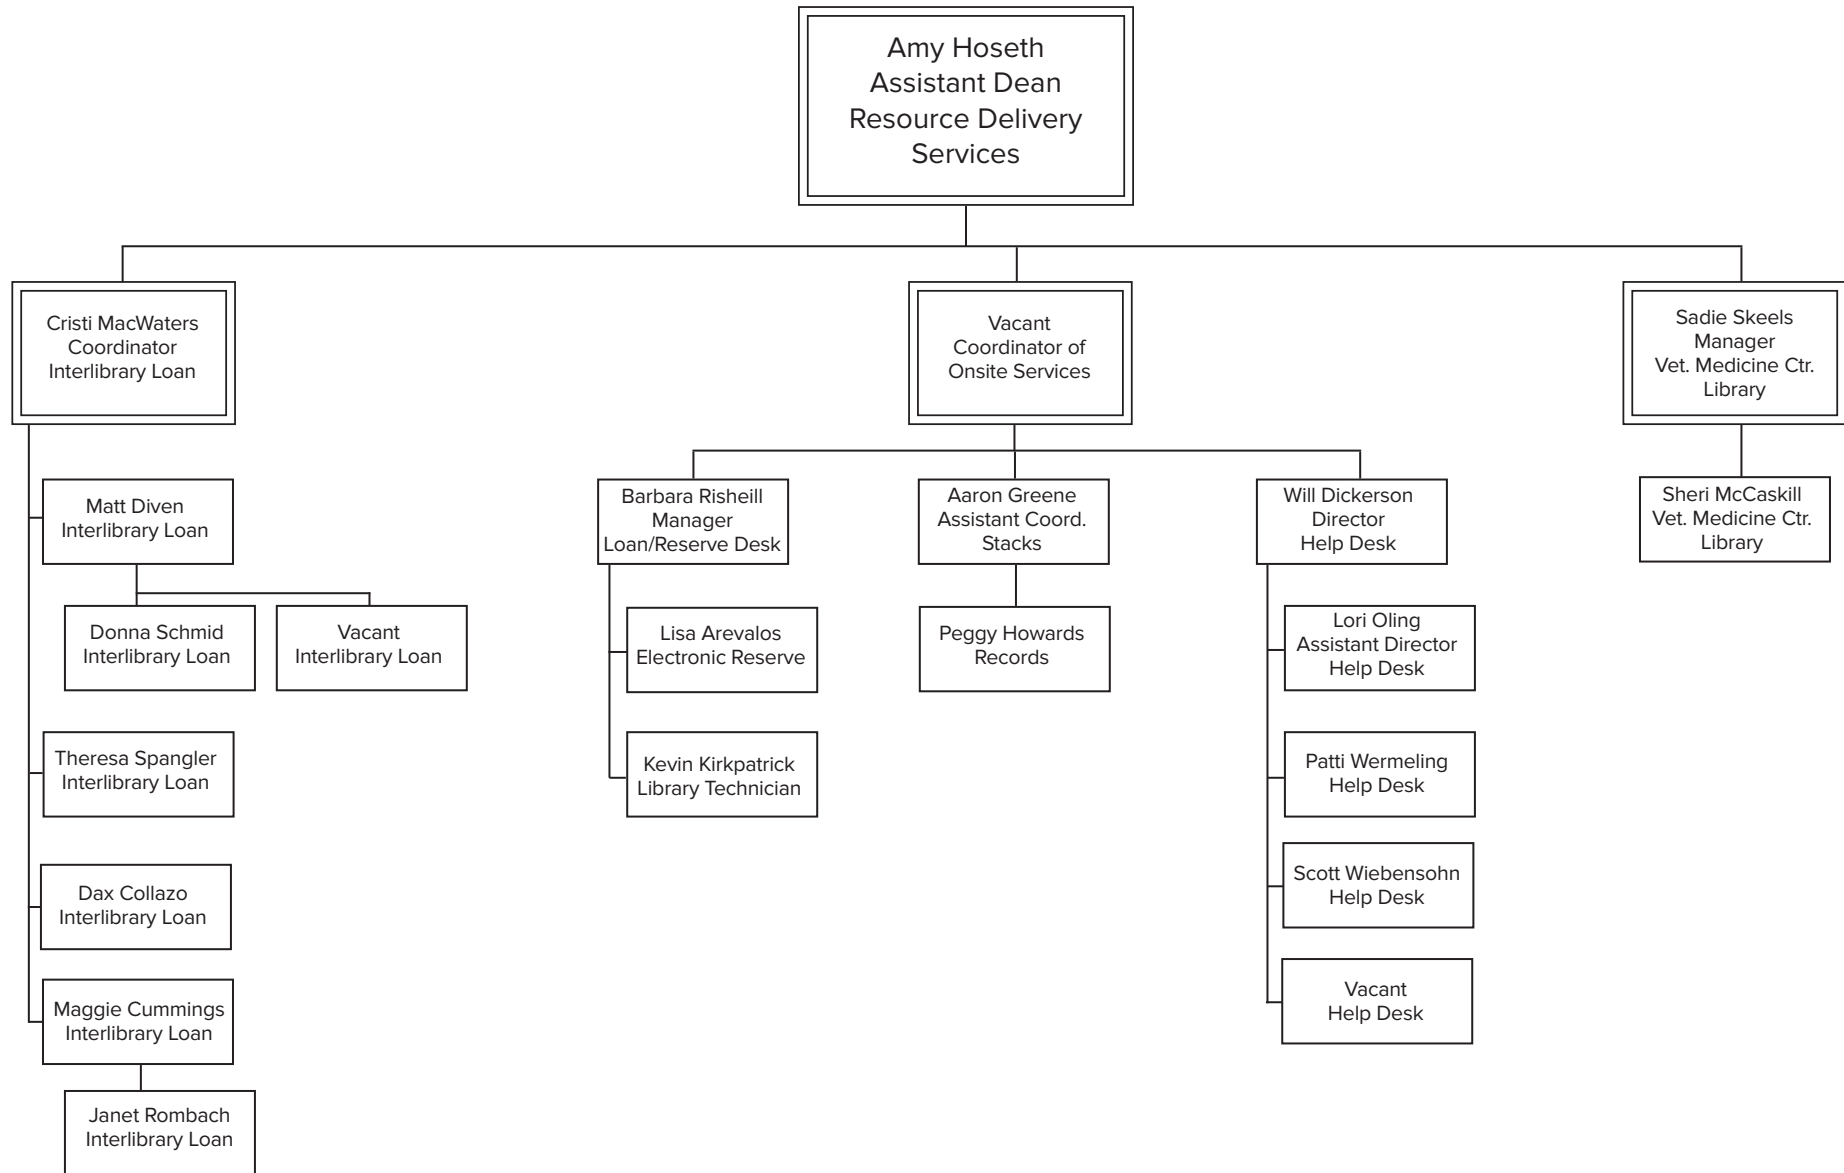 Amy Hoseth
Assistant Dean
Resource Delivery
Services
Cristi MacWaters
Coordinator
Interlibrary Loan
Vacant
Coordinator of
Onsite Services
Sadie Skeels
Manager
Vet. Medicine Ctr.
Library
Matt Diven
Interlibrary Loan
Donna Schmid
Interlibrary Loan
Vacant
Interlibrary Loan
Theresa Spangler
Interlibrary Loan
Dax Collazo
Interlibrary Loan
Maggie Cummings
Interlibrary Loan
Janet Rombach
Interlibrary Loan
Barbara Risheill
Manager
Loan/Reserve Desk
Lisa Arevalos
Electronic Reserve
Kevin Kirkpatrick
Library Technician
Aaron Greene
Assistant Coord.
Stacks
Peggy Howards
Records
Will Dickerson
Director
Help Desk
Lori Oling
Assistant Director
Help Desk
Patti Wermeling
Help Desk
Scott Wiebensohn
Help Desk
Vacant
Help Desk
Sheri McCaskill
Vet. Medicine Ctr.
Library